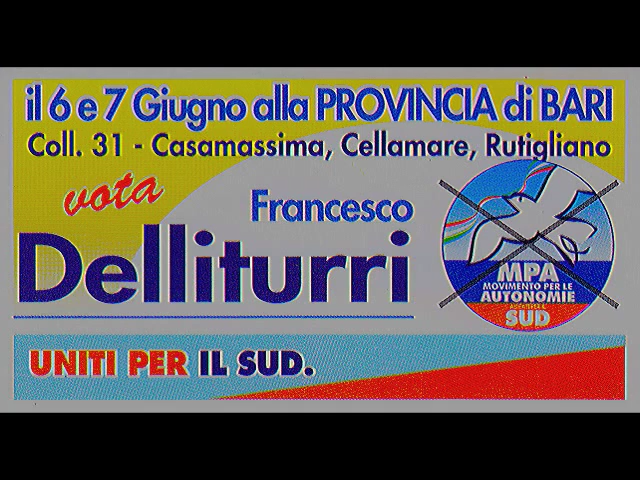 il 6 e 7 Giugno alla PROVINCIA di BARI
Coll. 31 - Casamassima, Cellamare, Rutigliano
vota
Francesco
Delliturri
MPA
MOVIMENTO PER LE
AUTONOMIE
SUD
UNITI PER IL SUD.